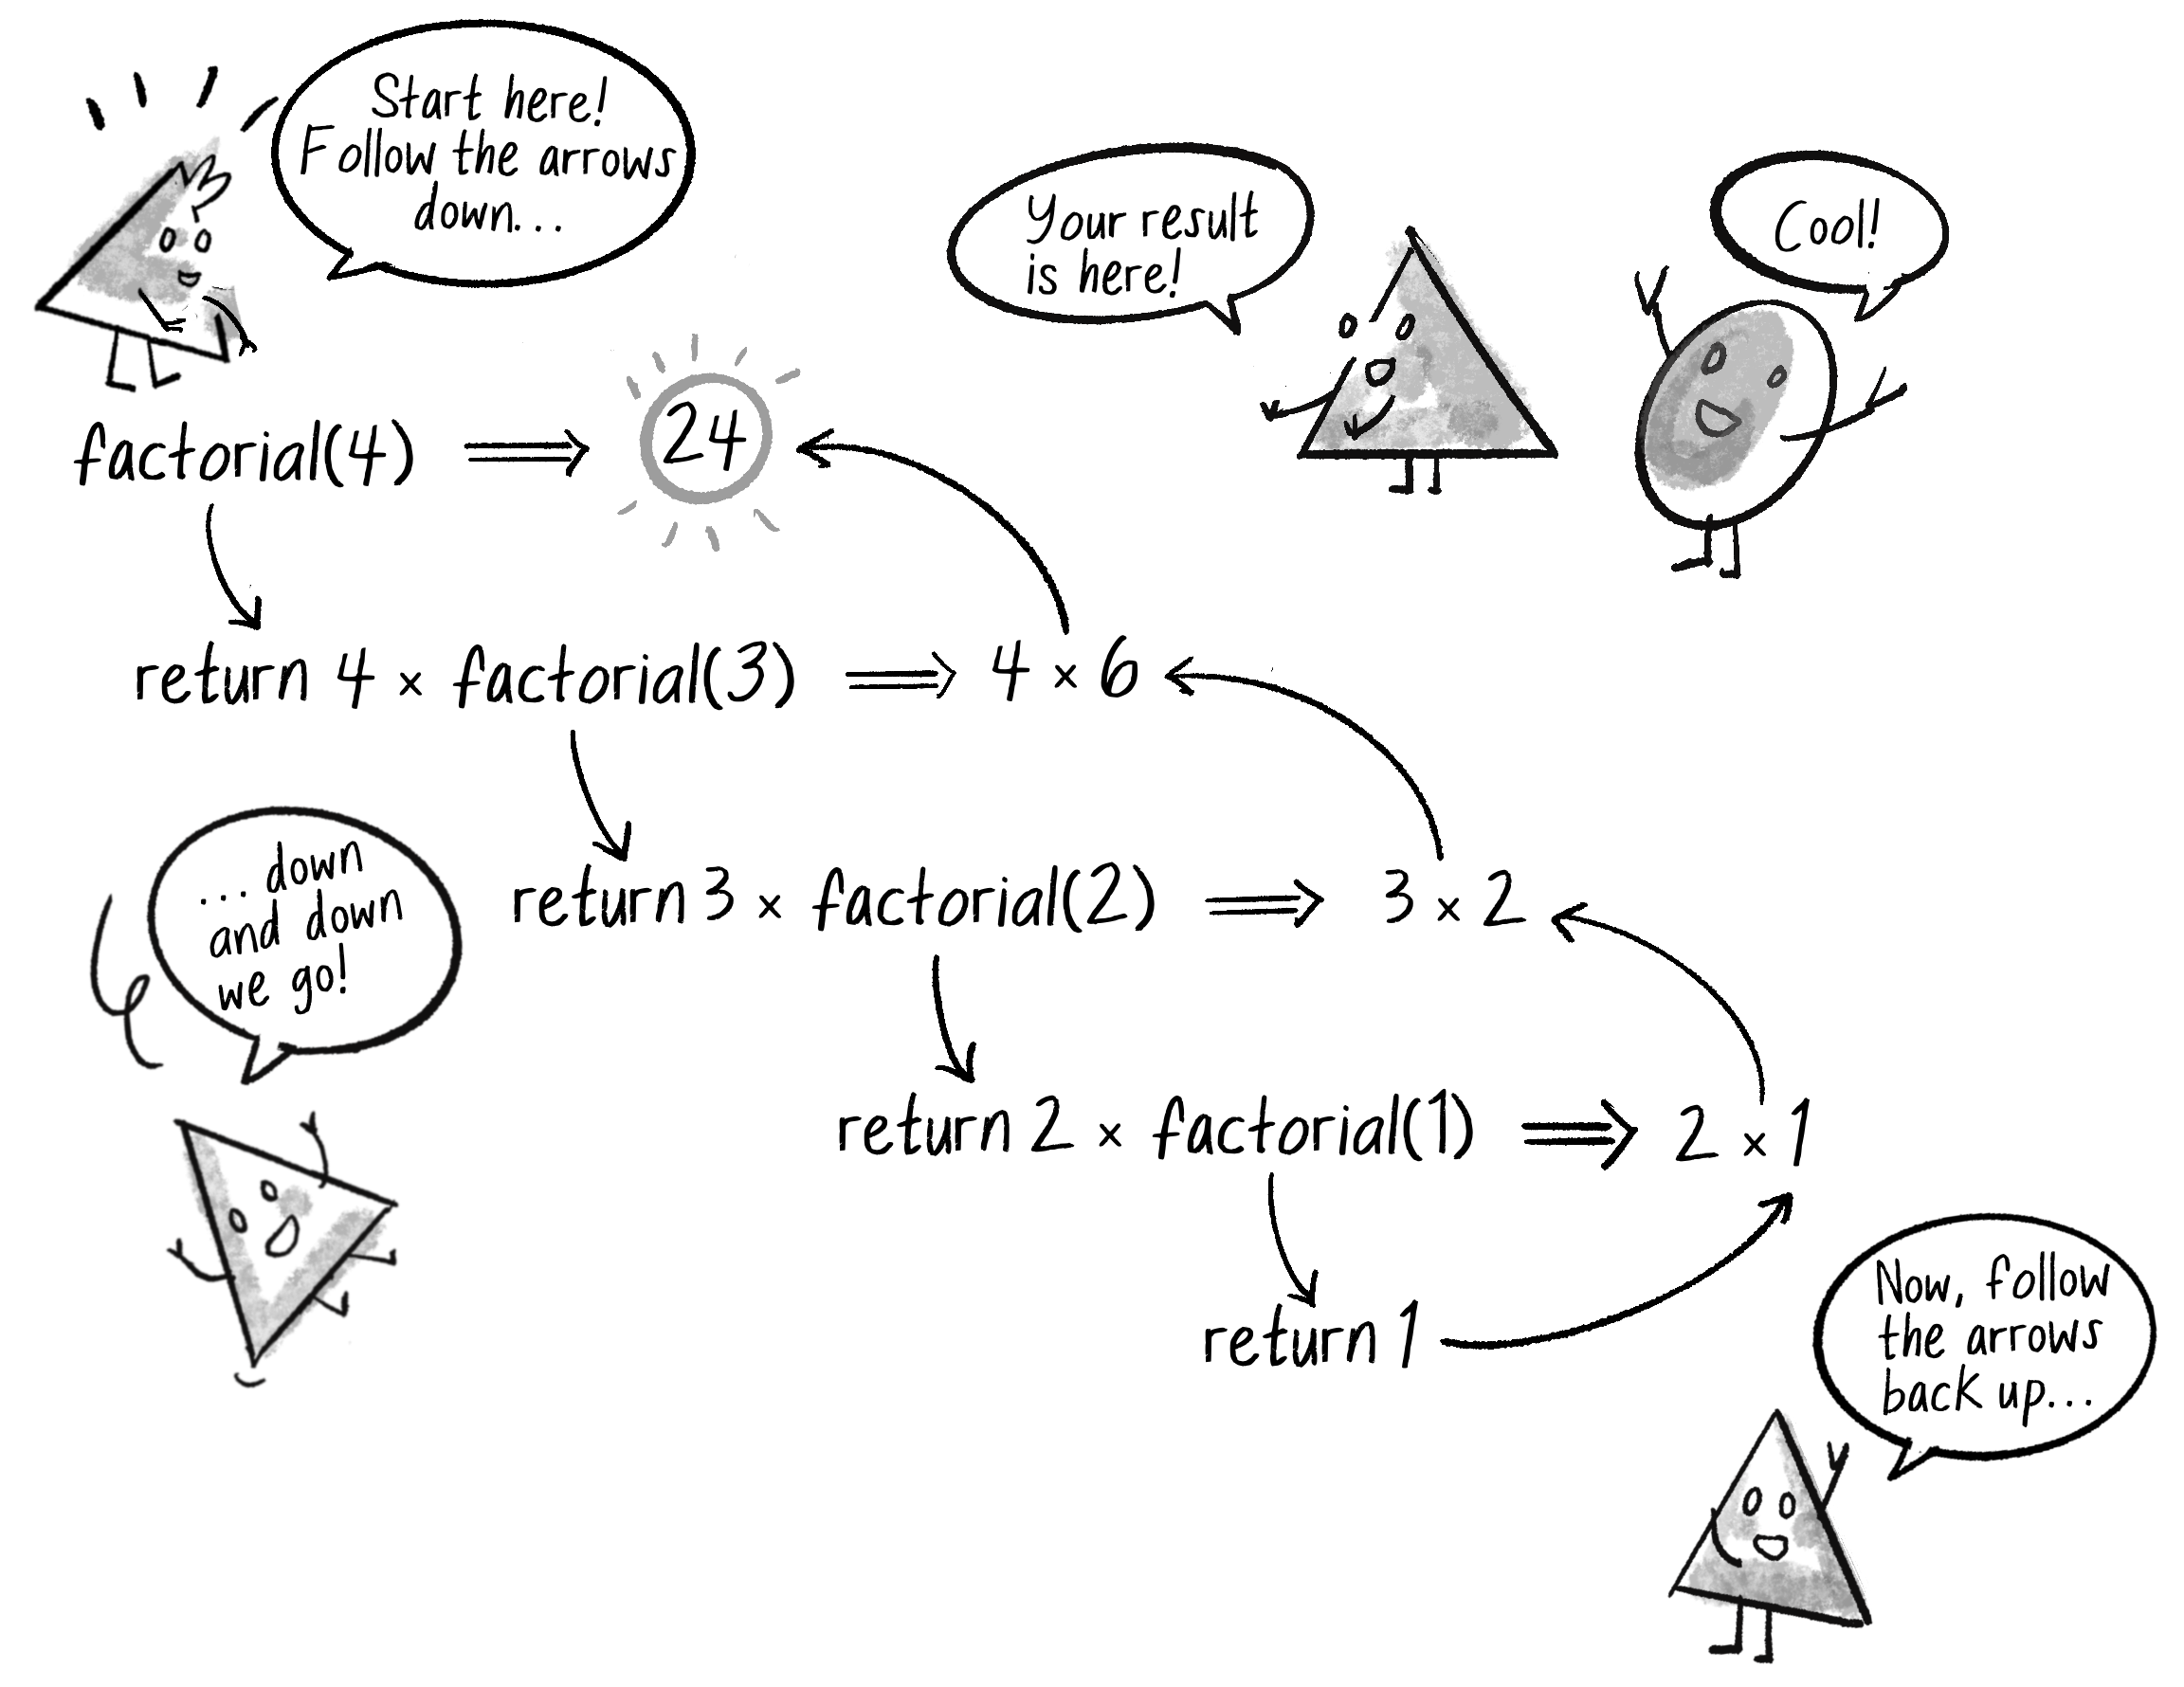 Start here!
Follow the arrows
down...
Your result
is here!
Cool!
factorial(4) ⟹ 24
return 4 × factorial(3) ⟹ 4 × 6
... down
and down
we go!
return 3 × factorial(2) ⟹ 3 × 2
return 2 × factorial(1) ⟹ 2 × 1
return 1
Now, follow
the arrows
back up...